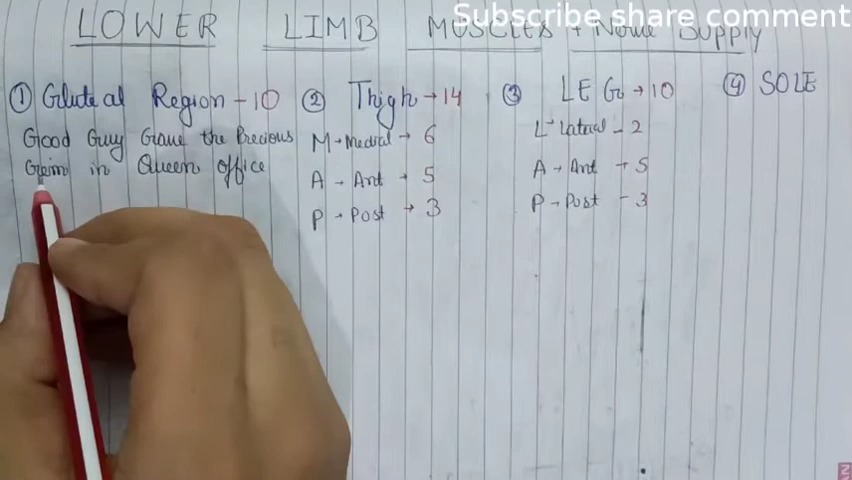 Subscribe share comment
LOWER LIMB MUSCLES + Nerve SUPPLY
① Gluteal Region - 10
Good Guy Gave the Precious
Gem in Queen office
② Thigh → 14
M → Medial → 6
A → Ant → 5
P → Post → 3
③ LEG → 10
L - Lateral - 2
A → Ant → 5
P → Post - 3
④ SOLE